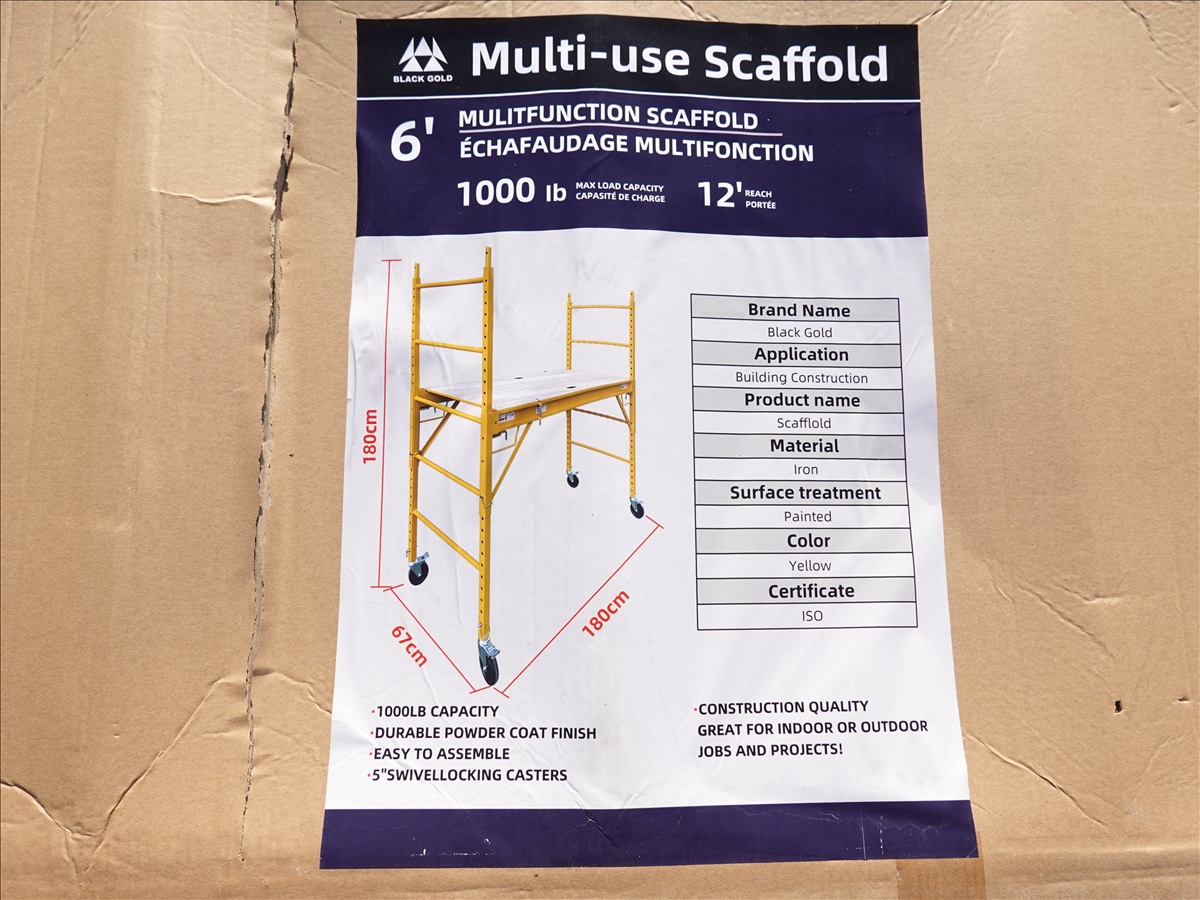 BLACK GOLD
Multi-use Scaffold
6'
MULITFUNCTION SCAFFOLD
ÉCHAFAUDAGE MULTIFONCTION
1000 lb
MAX LOAD CAPACITY
CAPASITÉ DE CHARGE
12'
REACH
PORTÉE
180cm
67cm
180cm
Brand Name
Black Gold
Application
Building Construction
Product name
Scafflold
Material
Iron
Surface treatment
Painted
Color
Yellow
Certificate
ISO
·1000LB CAPACITY
·DURABLE POWDER COAT FINISH
·EASY TO ASSEMBLE
·5"SWIVELLOCKING CASTERS
·CONSTRUCTION QUALITY
GREAT FOR INDOOR OR OUTDOOR
JOBS AND PROJECTS!